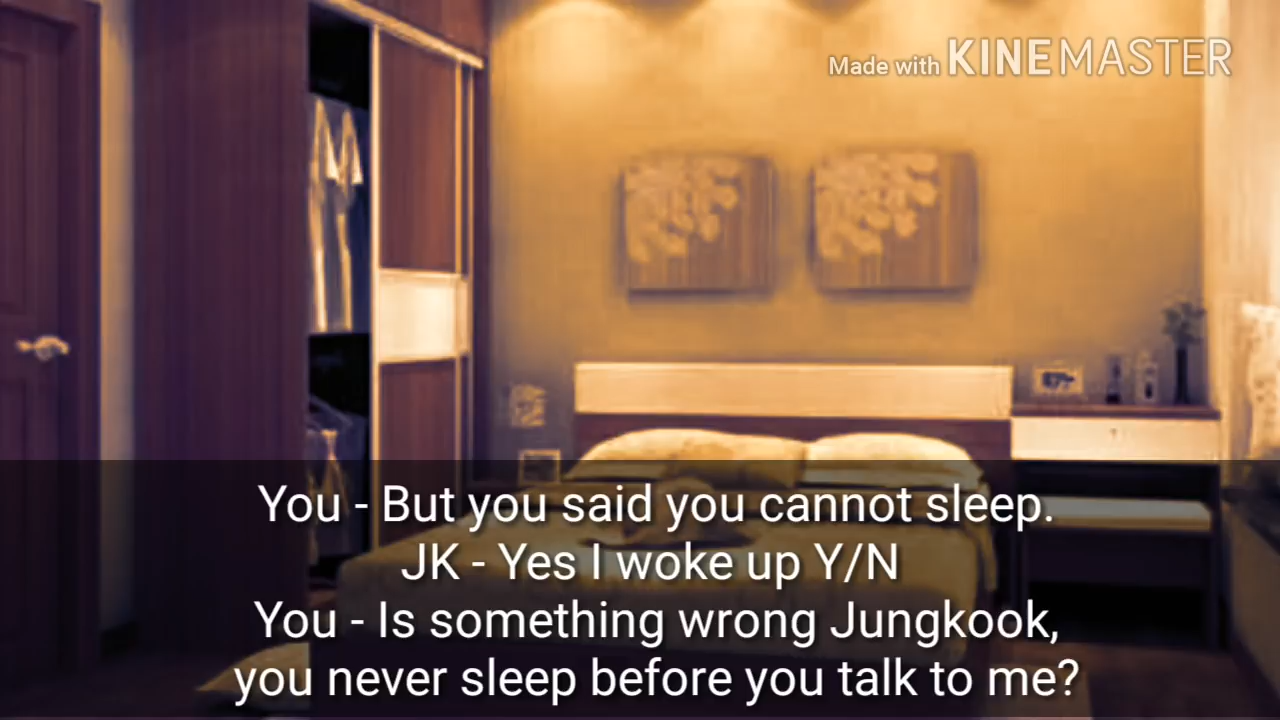 Made with KINEMASTER
You - But you said you cannot sleep.
JK - Yes I woke up Y/N
You - Is something wrong Jungkook,
you never sleep before you talk to me?